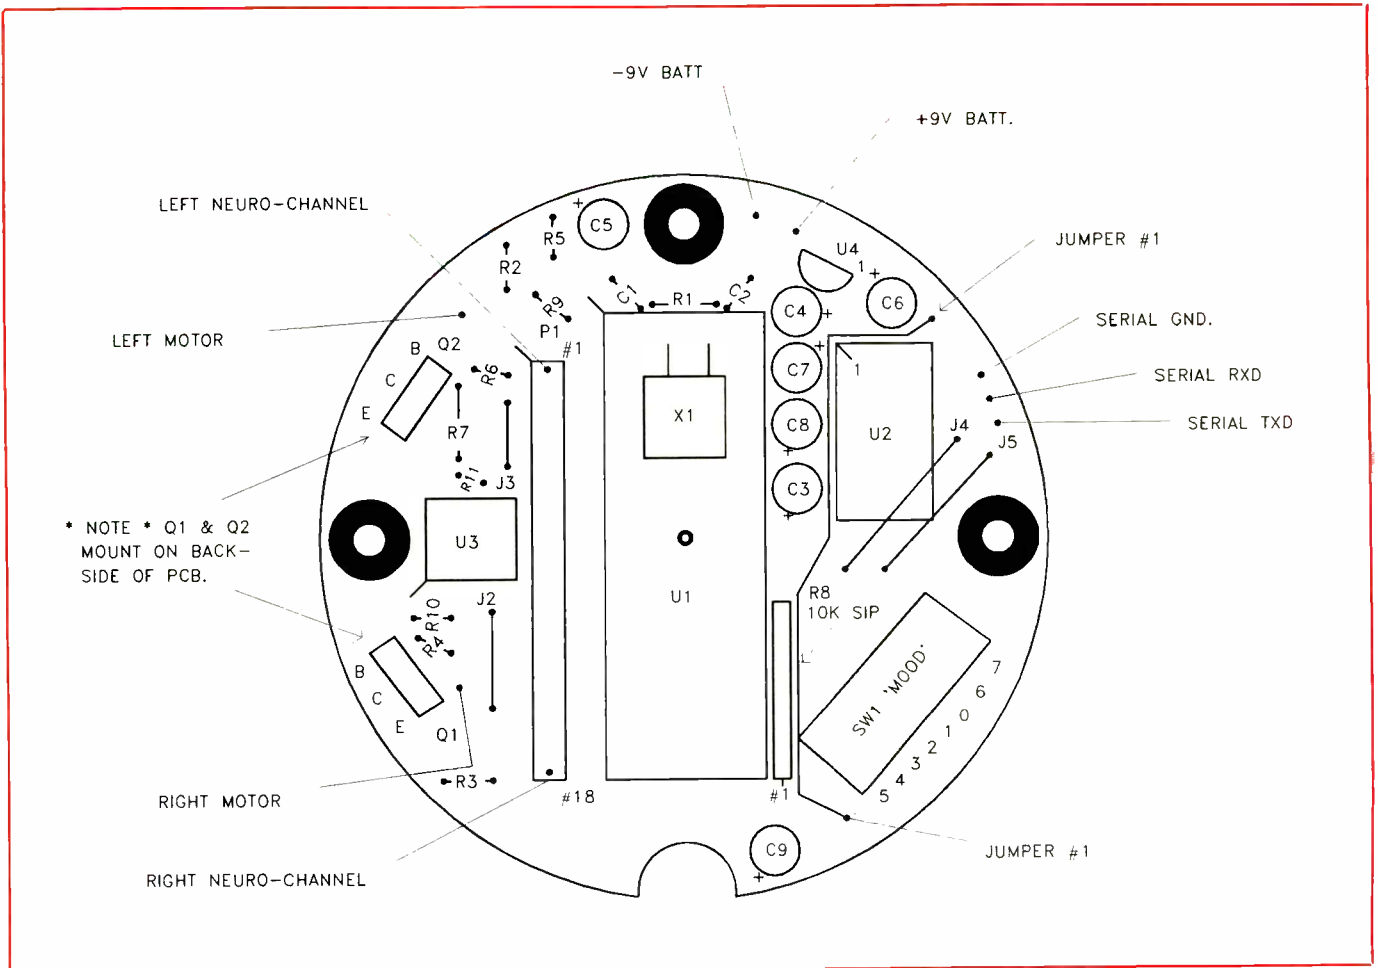 -9V BATT
+9V BATT.
LEFT NEURO-CHANNEL
+
C5
R5
R2
U4
1
JUMPER #1
+
C6
C1
R1
C2
R9
C4
+
P1
SERIAL GND.
LEFT MOTOR
B
Q2
#1
+
1
C
R6
C7
SERIAL RXD
E
X1
SERIAL TXD
R7
C8
U2
J4
J5
+
R11
J3
C3
+
* NOTE * Q1 & Q2
MOUNT ON BACK-
SIDE OF PCB.
U3
U1
R8
10K SIP
J2
R10
R4
B
C
E
Q1
SW1 'MOOD'
7
6
0
1
2
3
4
5
R3
RIGHT MOTOR
#18
#1
C9
+
JUMPER #1
RIGHT NEURO-CHANNEL